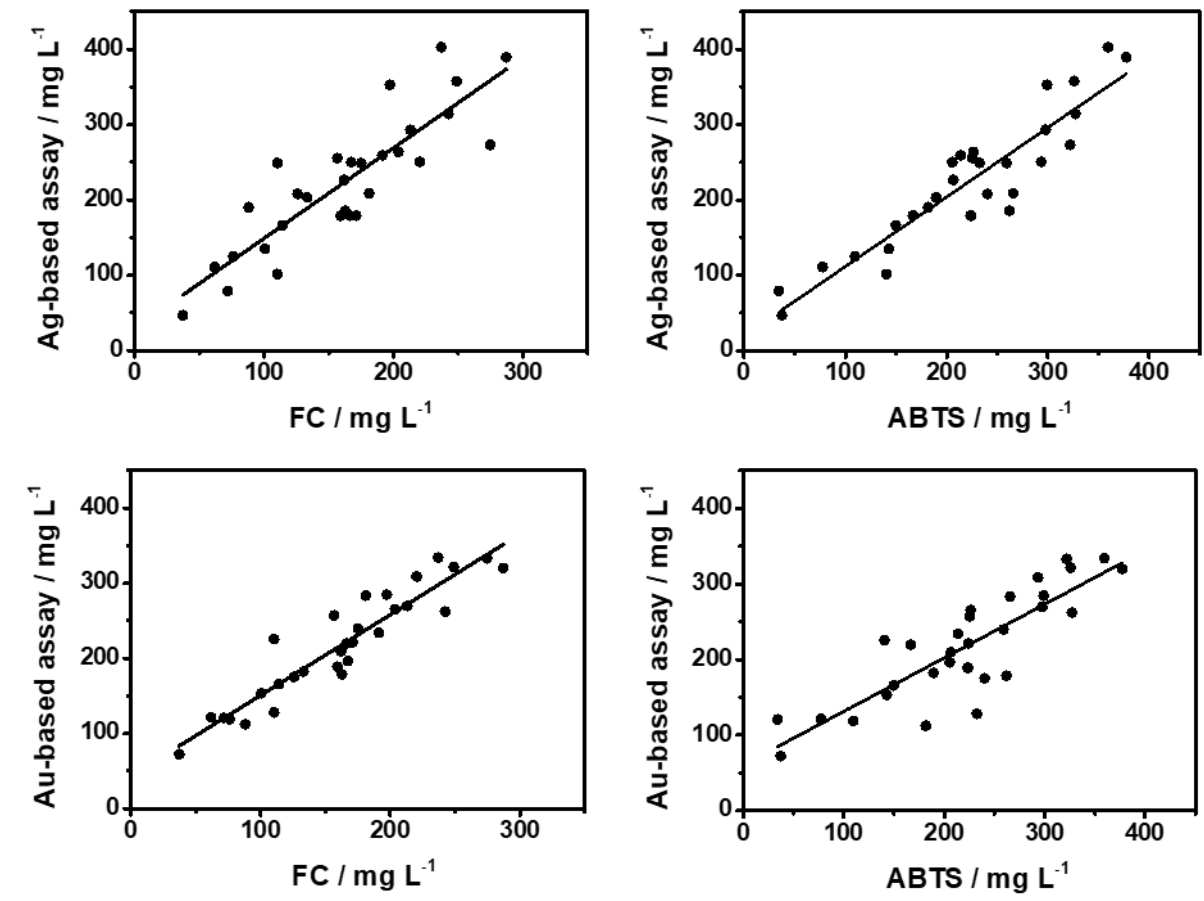 Ag-based assay / mg L⁻¹
400
300
200
100
0
0 100 200 300
FC / mg L⁻¹
Ag-based assay / mg L⁻¹
400
300
200
100
0
0 100 200 300 400
ABTS / mg L⁻¹
Au-based assay / mg L⁻¹
400
300
200
100
0
0 100 200 300
FC / mg L⁻¹
Au-based assay / mg L⁻¹
400
300
200
100
0
0 100 200 300 400
ABTS / mg L⁻¹